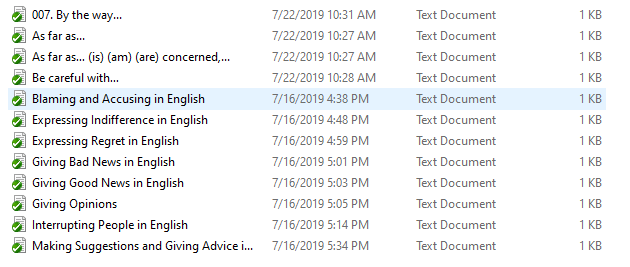 007. By the way... 7/22/2019 10:31 AM Text Document 1 KB
As far as... 7/22/2019 10:27 AM Text Document 1 KB
As far as... (is) (am) (are) concerned,... 7/22/2019 10:27 AM Text Document 1 KB
Be careful with... 7/22/2019 10:28 AM Text Document 1 KB
Blaming and Accusing in English 7/16/2019 4:38 PM Text Document 1 KB
Expressing Indifference in English 7/16/2019 4:48 PM Text Document 1 KB
Expressing Regret in English 7/16/2019 4:59 PM Text Document 1 KB
Giving Bad News in English 7/16/2019 5:01 PM Text Document 1 KB
Giving Good News in English 7/16/2019 5:03 PM Text Document 1 KB
Giving Opinions 7/16/2019 5:05 PM Text Document 1 KB
Interrupting People in English 7/16/2019 5:14 PM Text Document 1 KB
Making Suggestions and Giving Advice i... 7/16/2019 5:34 PM Text Document 1 KB